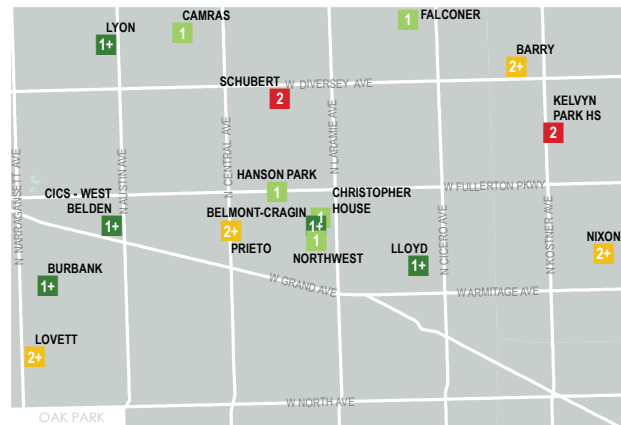 CAMRAS
1
FALCONER
1
LYON
1+
BARRY
2+
SCHUBERT
2
W DIVERSEY AVE
KELVYN
PARK HS
2
N NARRAGANSETT AVE
N AUSTIN AVE
N CENTRAL AVE
N LARAMIE AVE
N CICERO AVE
N KOSTNER AVE
HANSON PARK
1
W FULLERTON PKWY
CICS - WEST
BELDEN
1+
CHRISTOPHER
HOUSE
1
BELMONT-CRAGIN
1+
2+
PRIETO
1
NORTHWEST
LLOYD
1+
NIXON
2+
BURBANK
1+
W GRAND AVE
W ARMITAGE AVE
LOVETT
2+
W NORTH AVE
OAK PARK